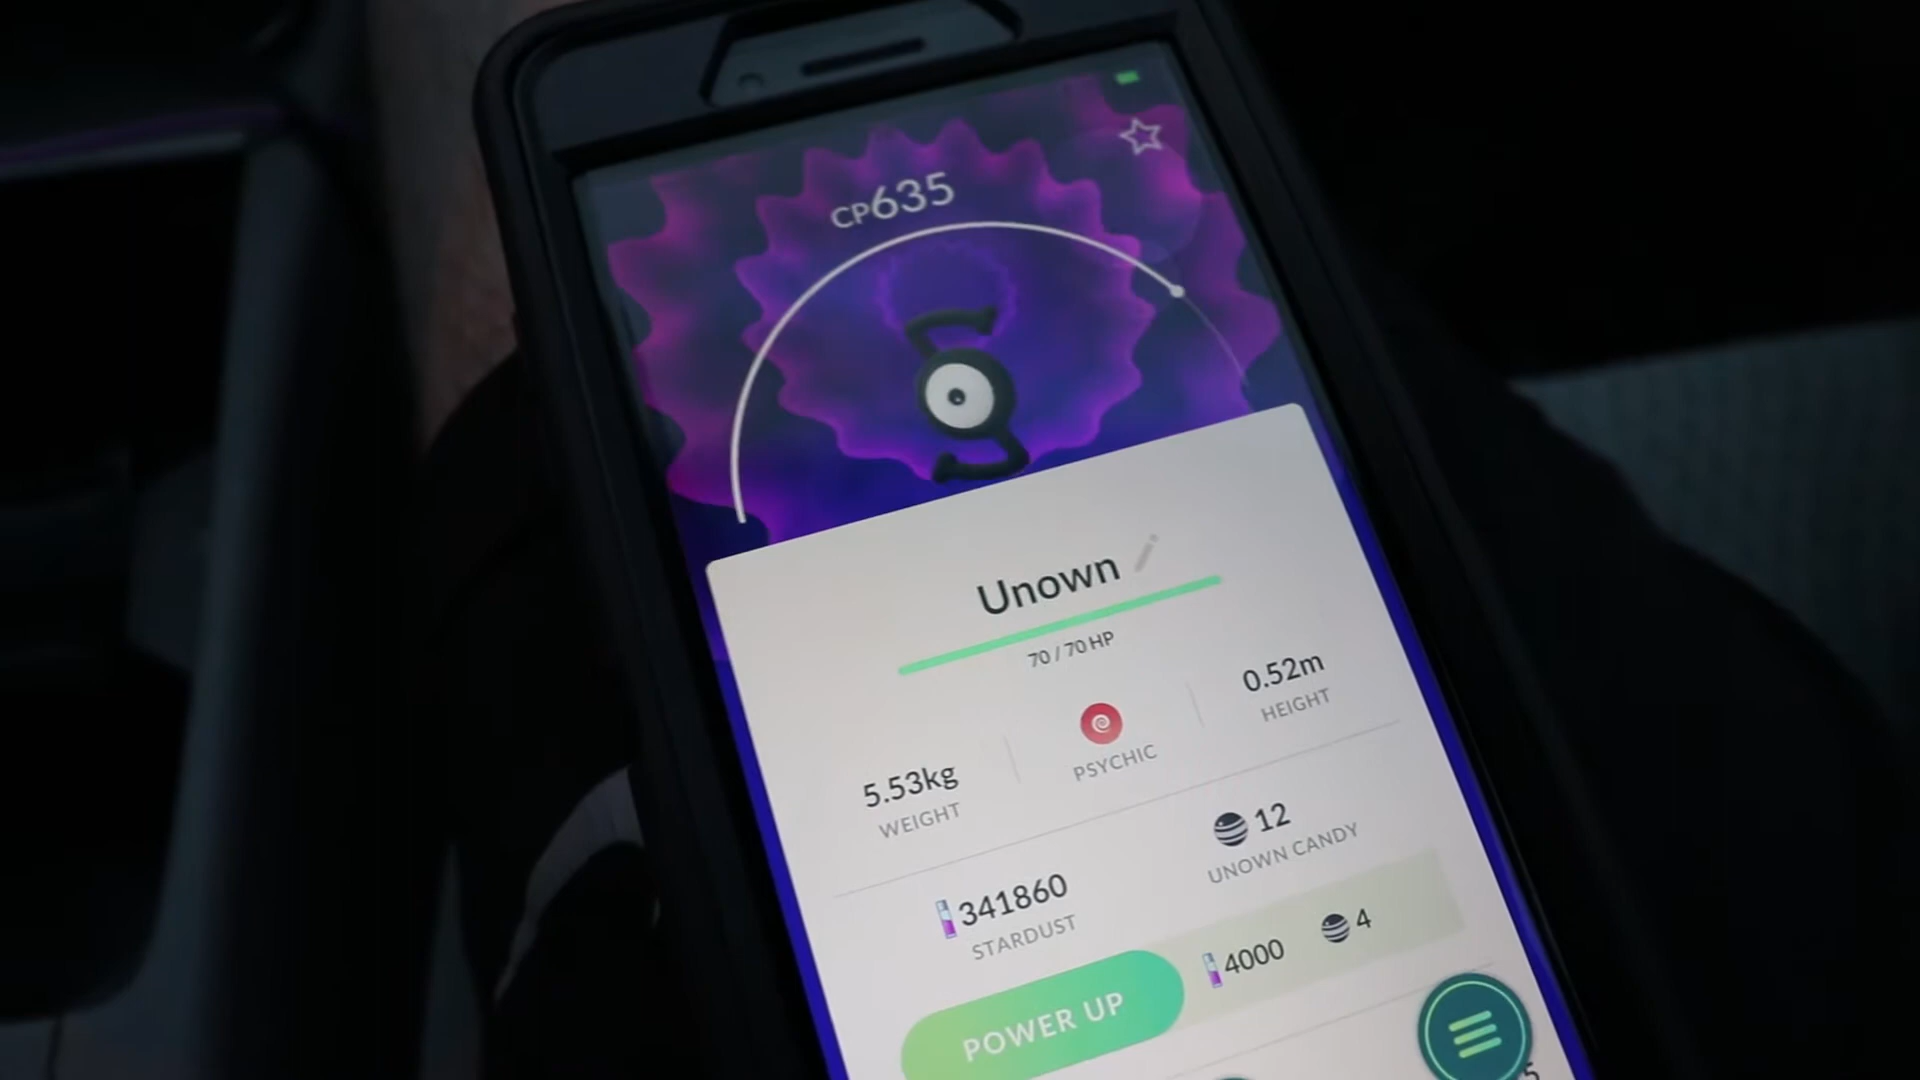 CP635
Unown
70 / 70 HP
5.53kg
WEIGHT
PSYCHIC
0.52m
HEIGHT
341860
STARDUST
12
UNOWN CANDY
POWER UP
4000
4
5